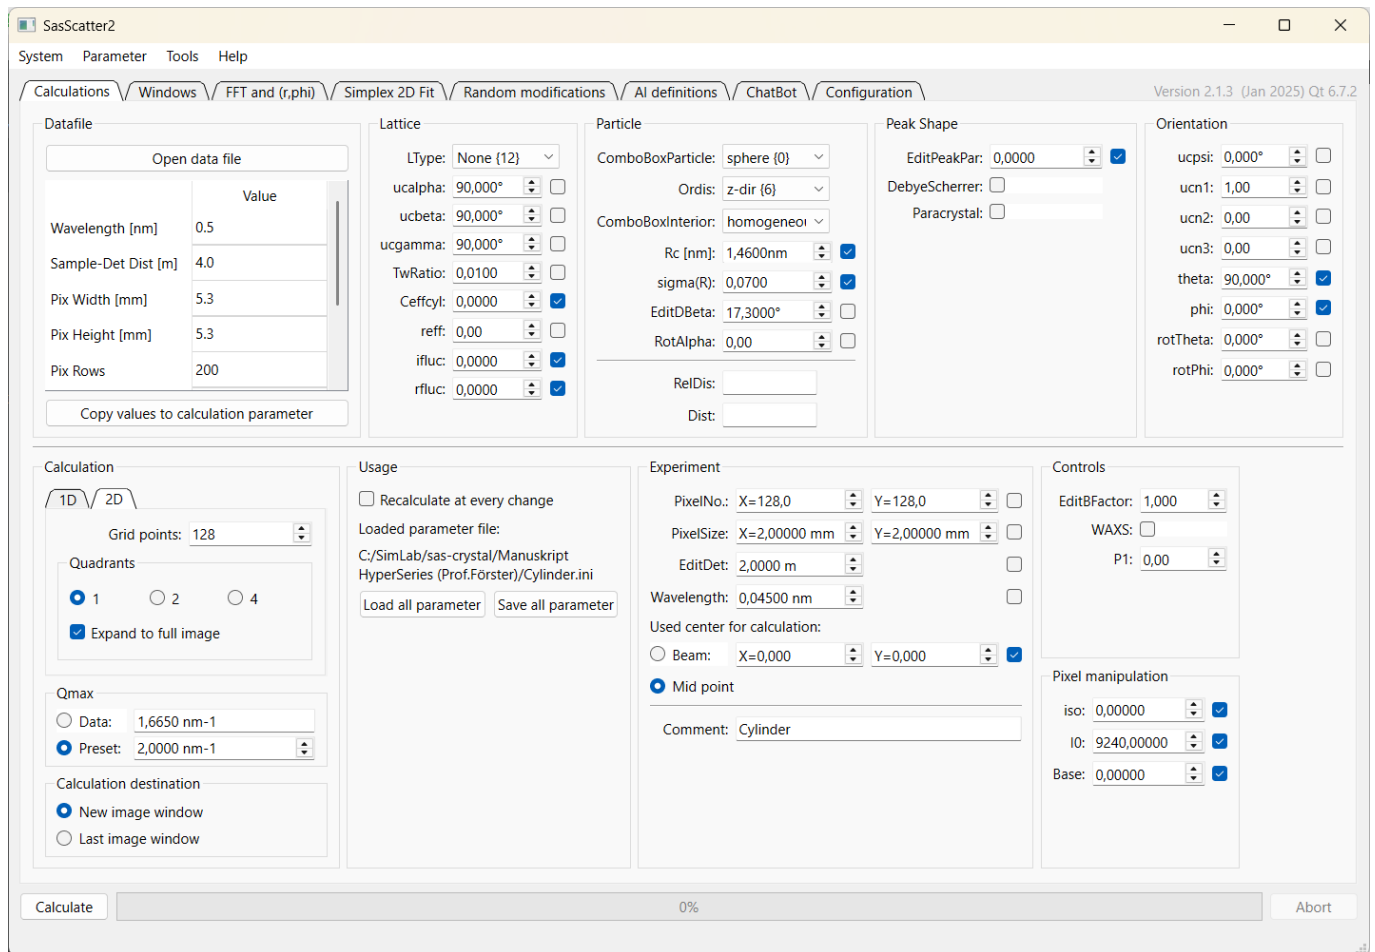 SasScatter2
System Parameter Tools Help
Calculations Windows FFT and (r,phi) Simplex 2D Fit Random modifications AI definitions ChatBot Configuration Version 2.1.3 (Jan 2025) Qt 6.7.2
Datafile
Open data file
Value
Wavelength [nm] 0.5
Sample-Det Dist [m] 4.0
Pix Width [mm] 5.3
Pix Height [mm] 5.3
Pix Rows 200
Copy values to calculation parameter
Lattice
LType: None {12}
ucalpha: 90,000°
ucbeta: 90,000°
ucgamma: 90,000°
TwRatio: 0,0100
Ceffcyl: 0,0000
reff: 0,00
ifluc: 0,0000
rfluc: 0,0000
Particle
ComboBoxParticle: sphere {0}
Ordis: z-dir {6}
ComboBoxInterior: homogeneou
Rc [nm]: 1,4600nm
sigma(R): 0,0700
EditDBeta: 17,3000°
RotAlpha: 0,00
RelDis:
Dist:
Peak Shape
EditPeakPar: 0,0000
DebyeScherrer:
Paracrystal:
Orientation
ucpsi: 0,000°
ucn1: 1,00
ucn2: 0,00
ucn3: 0,00
theta: 90,000°
phi: 0,000°
rotTheta: 0,000°
rotPhi: 0,000°
Calculation
1D 2D
Grid points: 128
Quadrants
1 2 4
Expand to full image
Qmax
Data: 1,6650 nm-1
Preset: 2,0000 nm-1
Calculation destination
New image window
Last image window
Usage
Recalculate at every change
Loaded parameter file:
C:/SimLab/sas-crystal/Manuskript
HyperSeries (Prof.Förster)/Cylinder.ini
Load all parameter Save all parameter
Experiment
PixelNo.: X=128,0 Y=128,0
PixelSize: X=2,00000 mm Y=2,00000 mm
EditDet: 2,0000 m
Wavelength: 0,04500 nm
Used center for calculation:
Beam: X=0,000 Y=0,000
Mid point
Comment: Cylinder
Controls
EditBFactor: 1,000
WAXS:
P1: 0,00
Pixel manipulation
iso: 0,00000
I0: 9240,00000
Base: 0,00000
Calculate 0% Abort